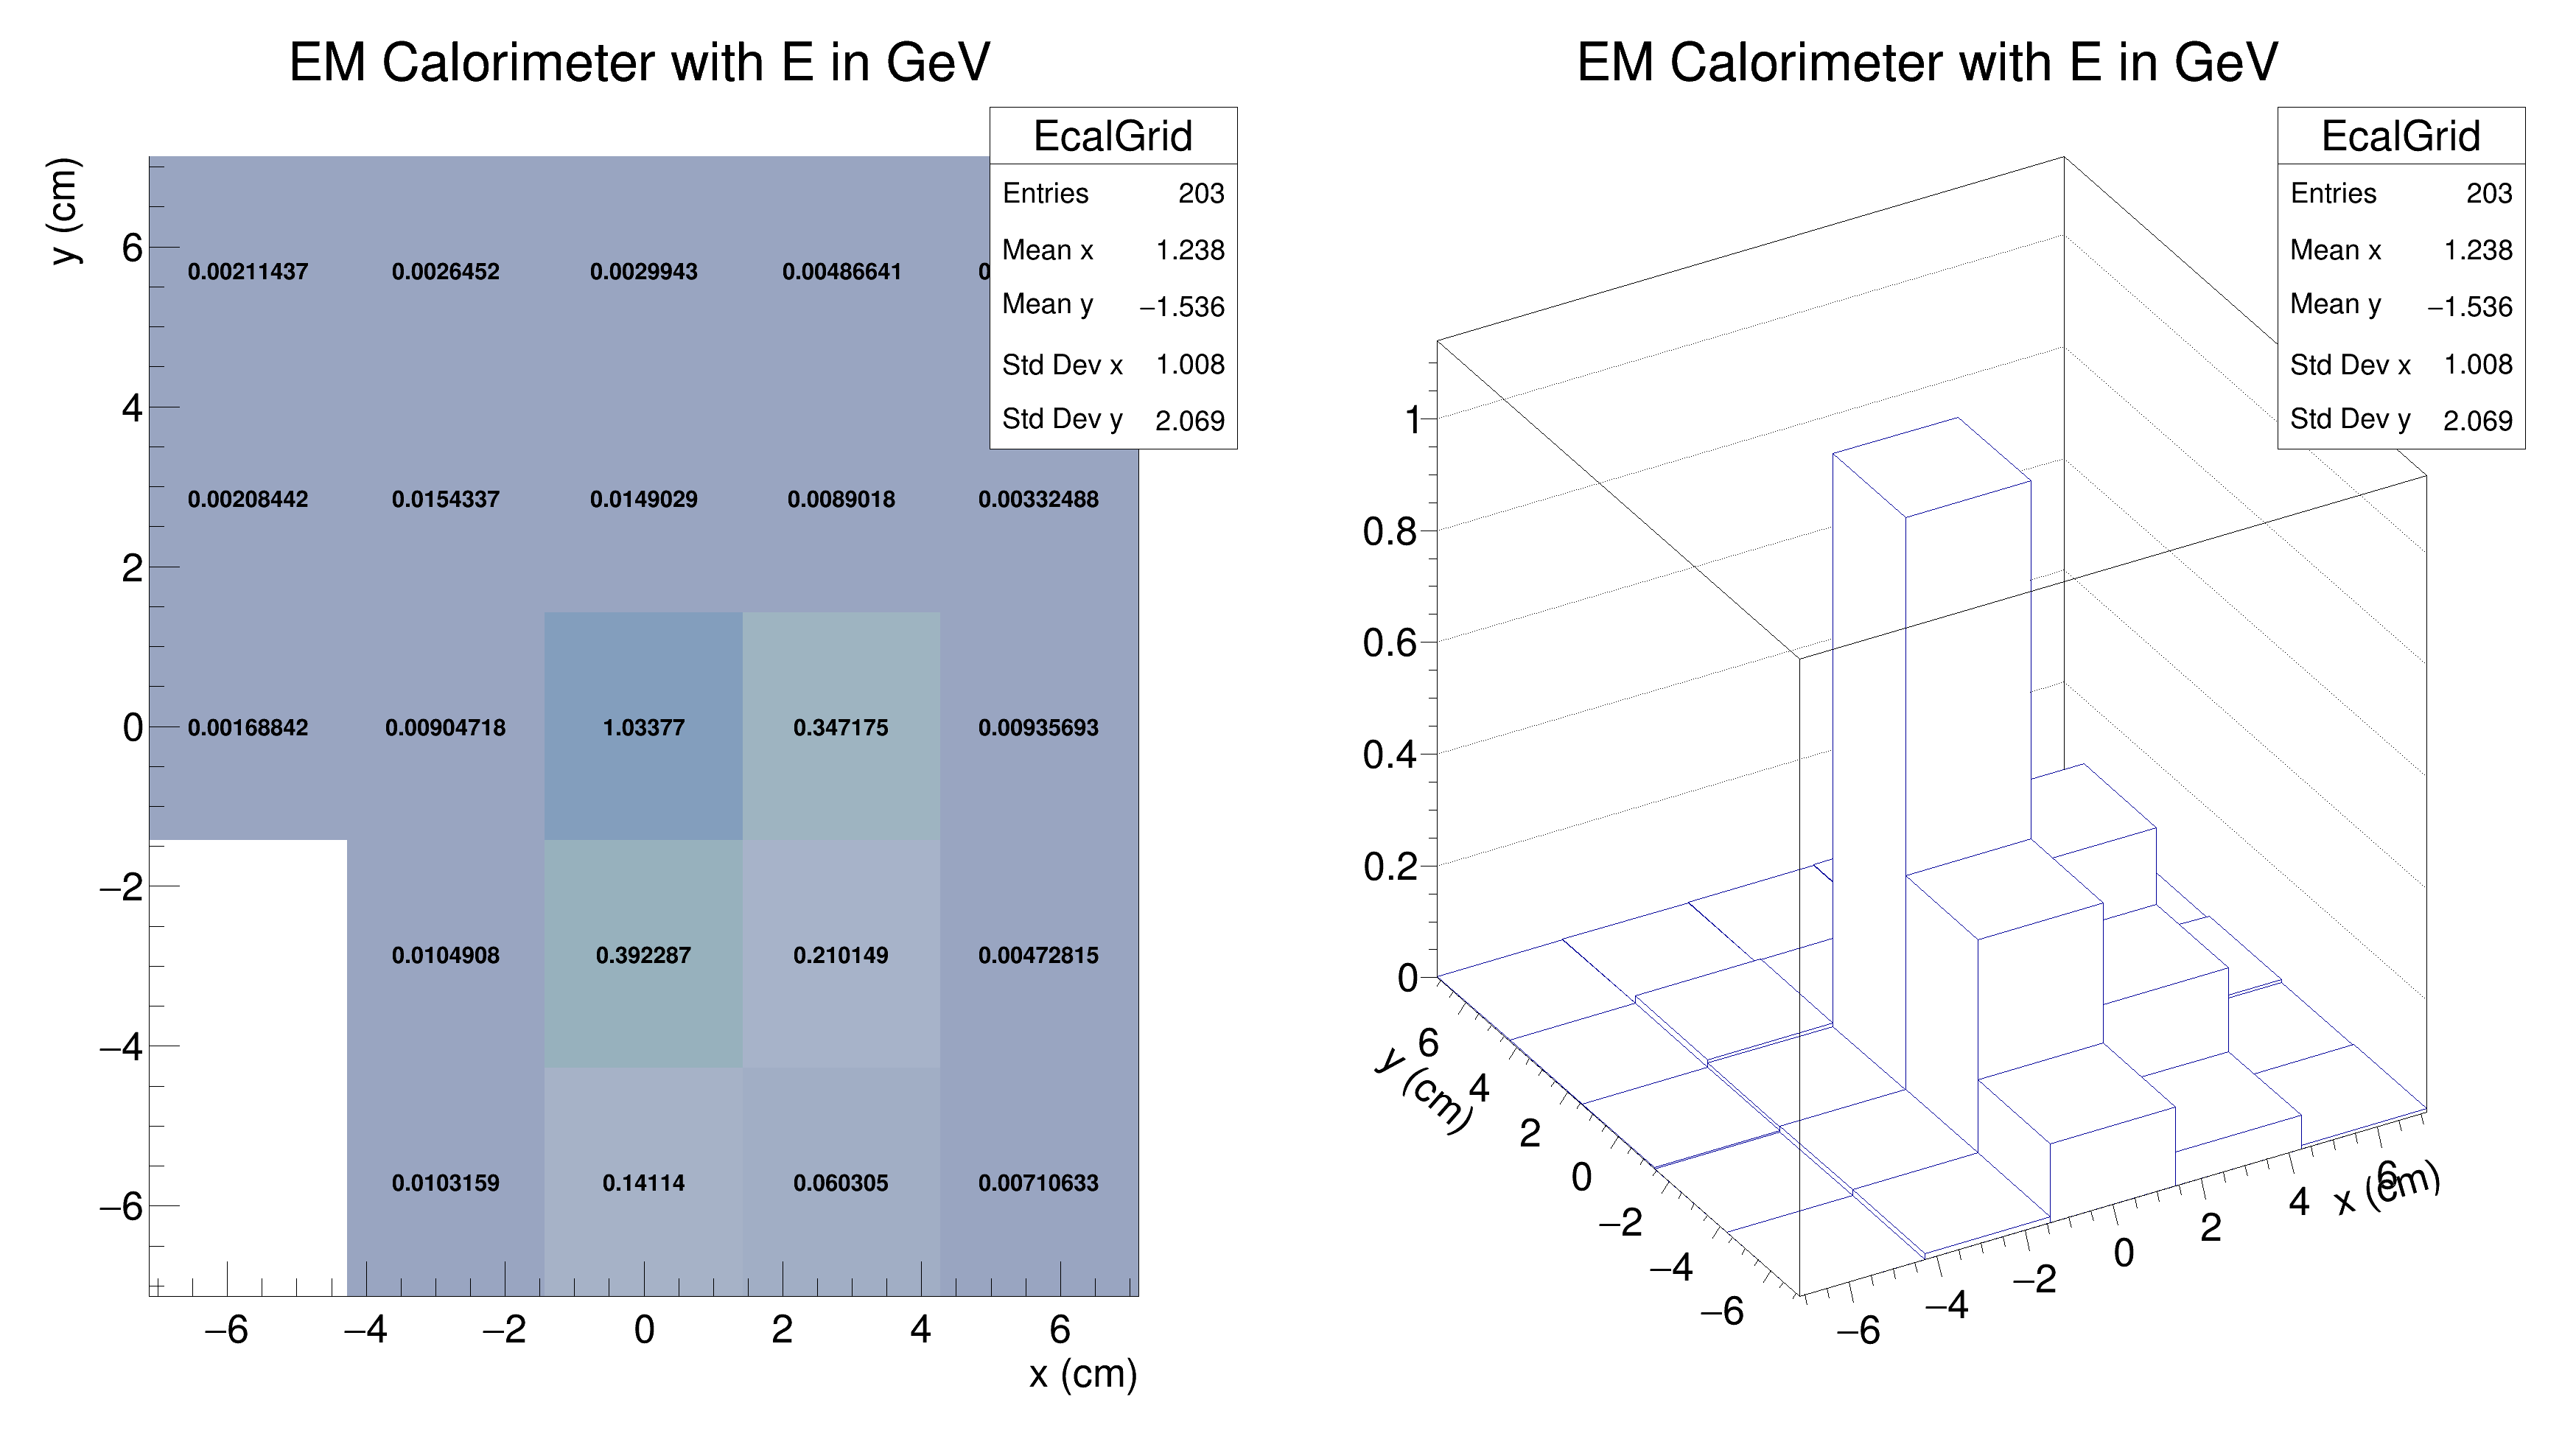 EM Calorimeter with E in GeV
EcalGrid
Entries 203
Mean x 1.238
Mean y −1.536
Std Dev x 1.008
Std Dev y 2.069
y (cm)
6
4
2
0
−2
−4
−6
0.00211437 0.0026452 0.0029943 0.00486641
0.00208442 0.0154337 0.0149029 0.0089018 0.00332488
0.00168842 0.00904718 1.03377 0.347175 0.00935693
0.0104908 0.392287 0.210149 0.00472815
0.0103159 0.14114 0.060305 0.00710633
−6 −4 −2 0 2 4 6
x (cm)
EM Calorimeter with E in GeV
EcalGrid
Entries 203
Mean x 1.238
Mean y −1.536
Std Dev x 1.008
Std Dev y 2.069
1
0.8
0.6
0.4
0.2
0
6
4
2
0
−2
−4
−6
y (cm)
−6
−4
−2
0
2
4
6
x (cm)